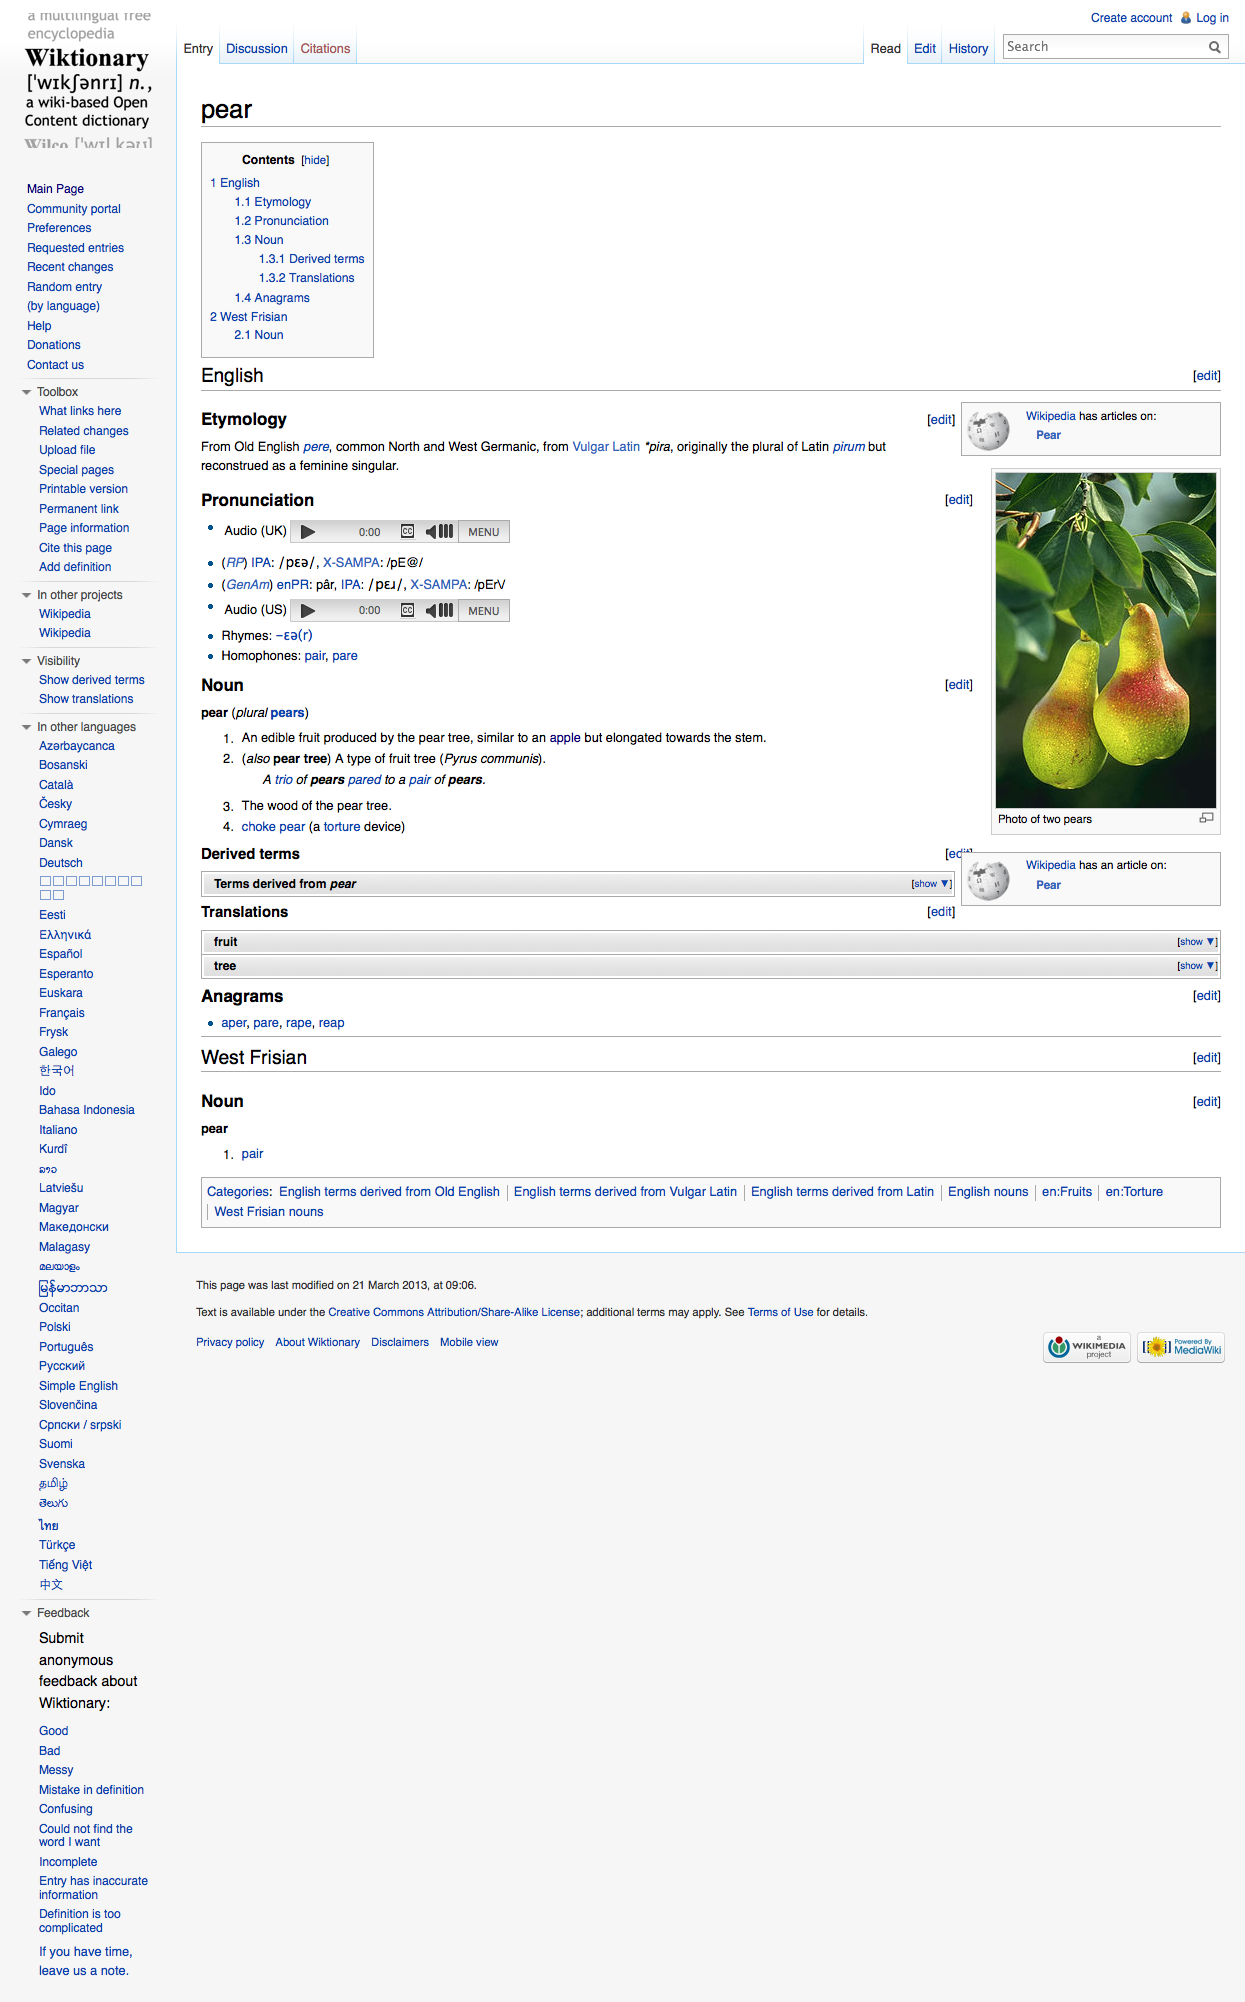 a multilingual free
encyclopedia
Wiktionary
['wɪkʃənrɪ] n.,
a wiki-based Open
Content dictionary
Wilco ['wɪl kəʊ]
Create account Log in
Entry Discussion Citations Read Edit History Search
pear
Contents [hide]
1 English
1.1 Etymology
1.2 Pronunciation
1.3 Noun
1.3.1 Derived terms
1.3.2 Translations
1.4 Anagrams
2 West Frisian
2.1 Noun
English [edit]
Etymology [edit]
From Old English pere, common North and West Germanic, from Vulgar Latin *pira, originally the plural of Latin pirum but
reconstrued as a feminine singular.
Wikipedia has articles on:
Pear
Pronunciation [edit]
Audio (UK) 0:00 CC MENU
(RP) IPA: /pɛə/, X-SAMPA: /pE@/
(GenAm) enPR: pâr, IPA: /pɛɹ/, X-SAMPA: /pEr\/
Audio (US) 0:00 CC MENU
Rhymes: -ɛə(r)
Homophones: pair, pare
Noun [edit]
pear (plural pears)
1. An edible fruit produced by the pear tree, similar to an apple but elongated towards the stem.
2. (also pear tree) A type of fruit tree (Pyrus communis).
A trio of pears pared to a pair of pears.
3. The wood of the pear tree.
4. choke pear (a torture device)
Photo of two pears
Derived terms [edit]
Wikipedia has an article on:
Pear
Terms derived from pear [show ▼]
Translations [edit]
fruit [show ▼]
tree [show ▼]
Anagrams [edit]
aper, pare, rape, reap
West Frisian [edit]
Noun [edit]
pear
1. pair
Categories: English terms derived from Old English | English terms derived from Vulgar Latin | English terms derived from Latin | English nouns | en:Fruits | en:Torture
| West Frisian nouns
This page was last modified on 21 March 2013, at 09:06.
Text is available under the Creative Commons Attribution/Share-Alike License; additional terms may apply. See Terms of Use for details.
Privacy policy About Wiktionary Disclaimers Mobile view
a
WIKIMEDIA
project
Powered By
MediaWiki
Main Page
Community portal
Preferences
Requested entries
Recent changes
Random entry
(by language)
Help
Donations
Contact us
Toolbox
What links here
Related changes
Upload file
Special pages
Printable version
Permanent link
Page information
Cite this page
Add definition
In other projects
Wikipedia
Wikipedia
Visibility
Show derived terms
Show translations
In other languages
Azərbaycanca
Bosanski
Català
Česky
Cymraeg
Dansk
Deutsch
Eesti
Ελληνικά
Español
Esperanto
Euskara
Français
Frysk
Galego
한국어
Ido
Bahasa Indonesia
Italiano
Kurdî
ລາວ
Latviešu
Magyar
Македонски
Malagasy
മലയാളം
မြန်မာဘာသာ
Occitan
Polski
Português
Русский
Simple English
Slovenčina
Српски / srpski
Suomi
Svenska
தமிழ்
తెలుగు
ไทย
Türkçe
Tiếng Việt
中文
Feedback
Submit
anonymous
feedback about
Wiktionary:
Good
Bad
Messy
Mistake in definition
Confusing
Could not find the
word I want
Incomplete
Entry has inaccurate
information
Definition is too
complicated
If you have time,
leave us a note.